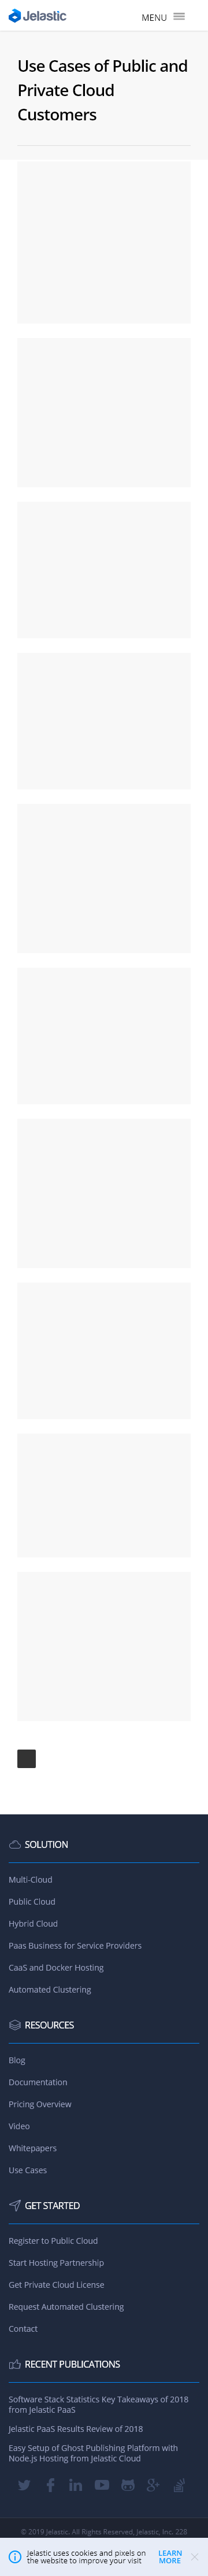 Jelastic
MENU
Use Cases of Public and
Private Cloud
Customers
SOLUTION
Multi-Cloud
Public Cloud
Hybrid Cloud
Paas Business for Service Providers
CaaS and Docker Hosting
Automated Clustering
RESOURCES
Blog
Documentation
Pricing Overview
Video
Whitepapers
Use Cases
GET STARTED
Register to Public Cloud
Start Hosting Partnership
Get Private Cloud License
Request Automated Clustering
Contact
RECENT PUBLICATIONS
Software Stack Statistics Key Takeaways of 2018
from Jelastic PaaS
Jelastic PaaS Results Review of 2018
Easy Setup of Ghost Publishing Platform with
Node.js Hosting from Jelastic Cloud
© 2019 Jelastic. All Rights Reserved, Jelastic, Inc. 228
Jelastic uses cookies and pixels on
the website to improve your visit
LEARN
MORE